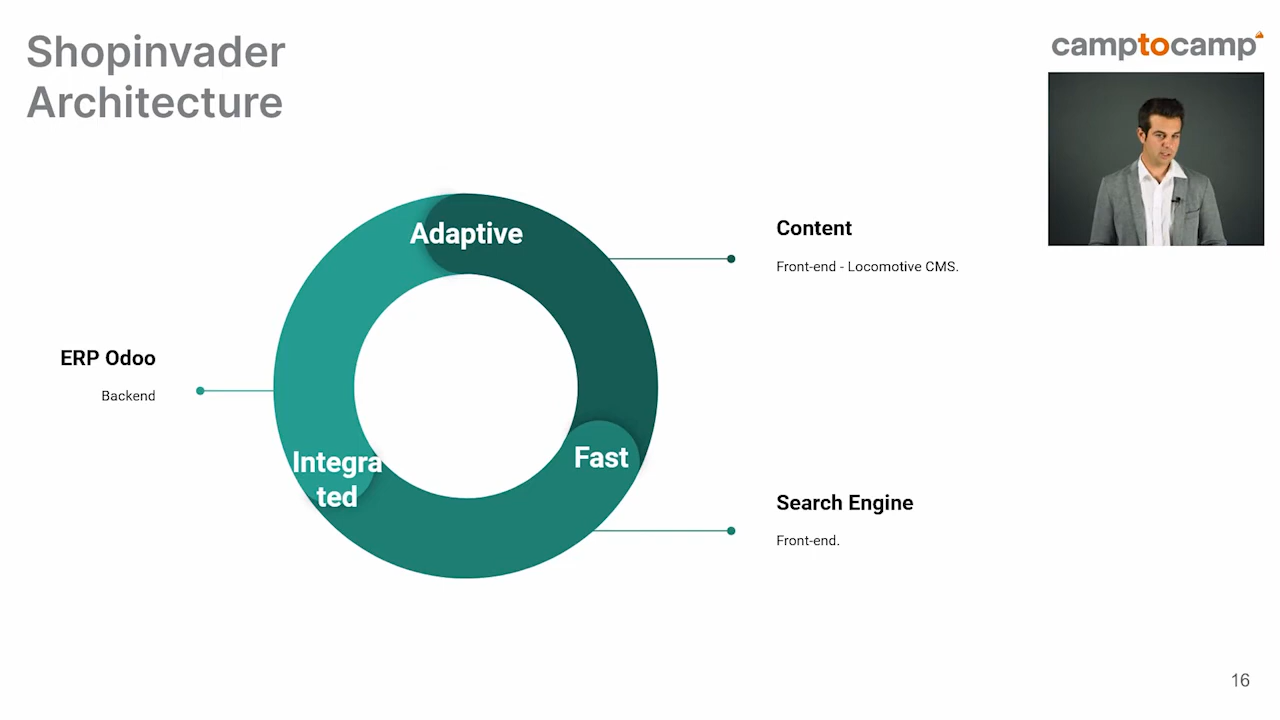 Shopinvader
Architecture
camptocamp
Adaptive
Content
Front-end - Locomotive CMS.
ERP Odoo
Backend
Integra
ted
Fast
Search Engine
Front-end.
16